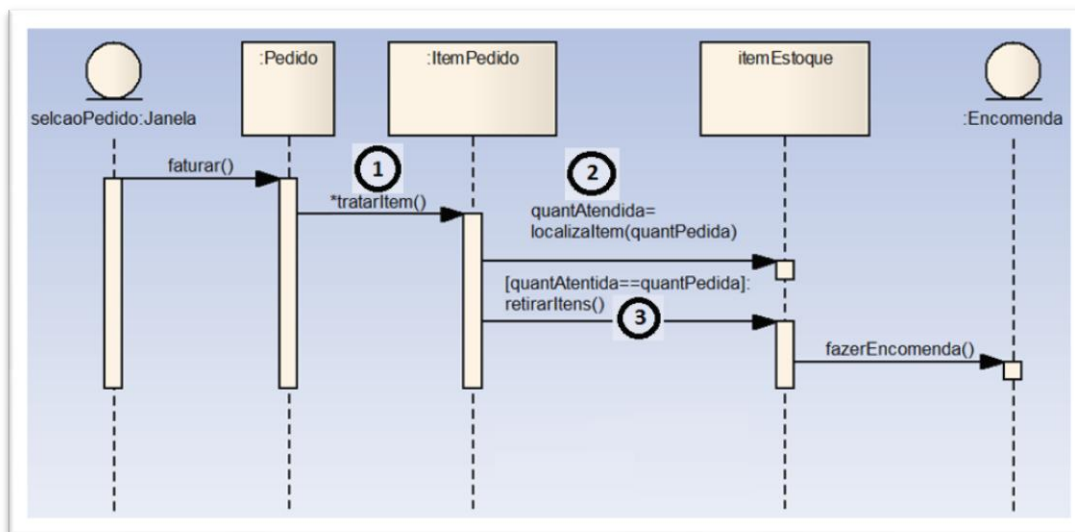 :Pedido
:ItemPedido
itemEstoque
selcaoPedido:Janela
:Encomenda
faturar()
1
*tratarItem()
2
quantAtendida=
localizaItem(quantPedida)
[quantAtentida==quantPedida]:
retirarItens()
3
fazerEncomenda()